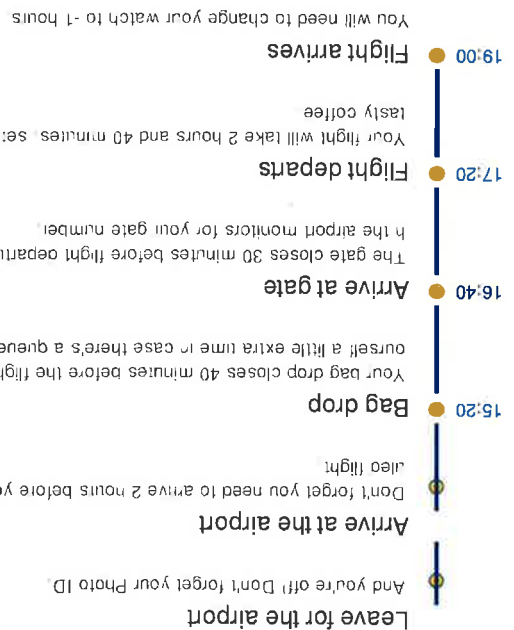 Leave for the airport
And you're off! Don't forget your Photo ID.
Arrive at the airport
Don't forget you need to arrive 2 hours before
flight
15:20 Bag drop
Your bag drop closes 40 minutes before the
ourself a little extra time in case there's a queue
16:40 Arrive at gate
The gate closes 30 minutes before flight
h the airport monitors for your gate number.
17:20 Flight departs
Your flight will take 2 hours and 40 minutes,
tasty coffee
19:00 Flight arrives
You will need to change your watch to -1 hours